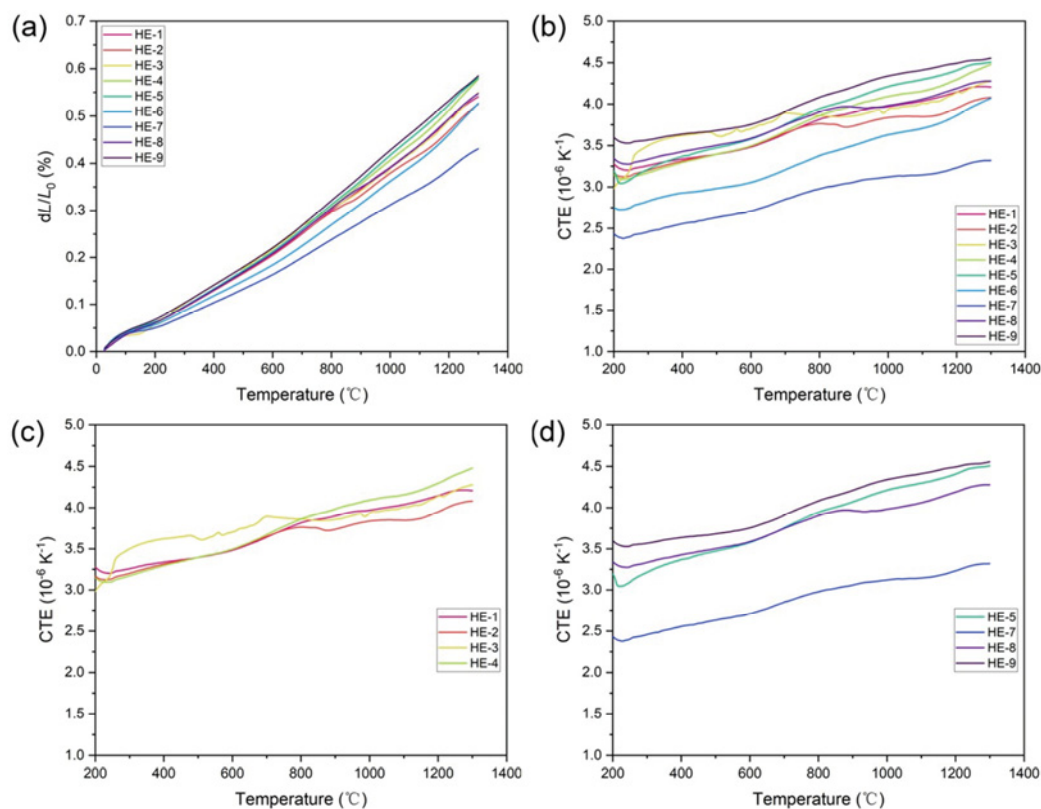 (a)
HE-1
HE-2
HE-3
HE-4
HE-5
HE-6
HE-7
HE-8
HE-9
dL/L0 (%)
0.7
0.6
0.5
0.4
0.3
0.2
0.1
0.0
0 200 400 600 800 1000 1200 1400
Temperature (℃)
(b)
CTE (10-6 K-1)
5.0
4.5
4.0
3.5
3.0
2.5
2.0
1.5
1.0
HE-1
HE-2
HE-3
HE-4
HE-5
HE-6
HE-7
HE-8
HE-9
200 400 600 800 1000 1200 1400
Temperature (℃)
(c)
CTE (10-6 K-1)
5.0
4.5
4.0
3.5
3.0
2.5
2.0
1.5
1.0
HE-1
HE-2
HE-3
HE-4
200 400 600 800 1000 1200 1400
Temperature (℃)
(d)
CTE (10-6 K-1)
5.0
4.5
4.0
3.5
3.0
2.5
2.0
1.5
1.0
HE-5
HE-7
HE-8
HE-9
200 400 600 800 1000 1200 1400
Temperature (℃)